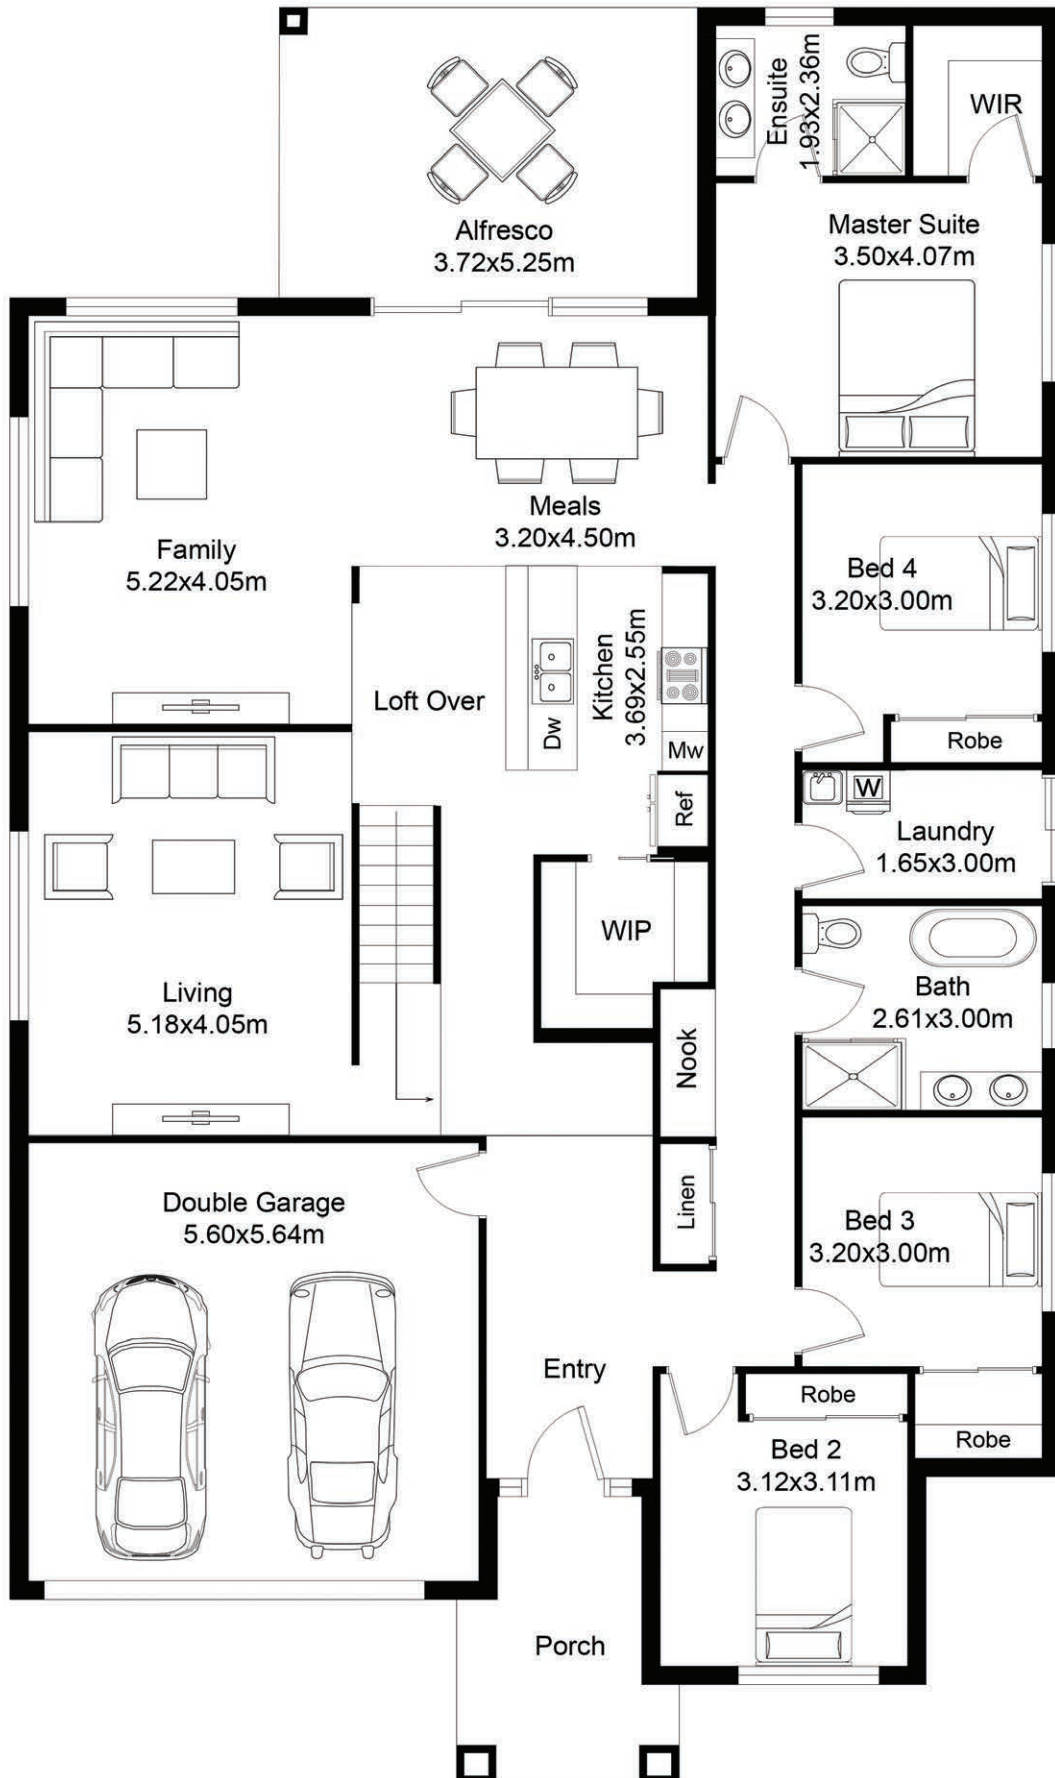 Ensuite
1.93x2.36m
WIR
Alfresco
3.72x5.25m
Master Suite
3.50x4.07m
Meals
3.20x4.50m
Family
5.22x4.05m
Bed 4
3.20x3.00m
Kitchen
3.69x2.55m
Loft Over
Dw
Mw
Robe
Ref
W
Laundry
1.65x3.00m
WIP
Living
5.18x4.05m
Bath
2.61x3.00m
Nook
Linen
Double Garage
5.60x5.64m
Bed 3
3.20x3.00m
Entry
Robe
Robe
Bed 2
3.12x3.11m
Porch